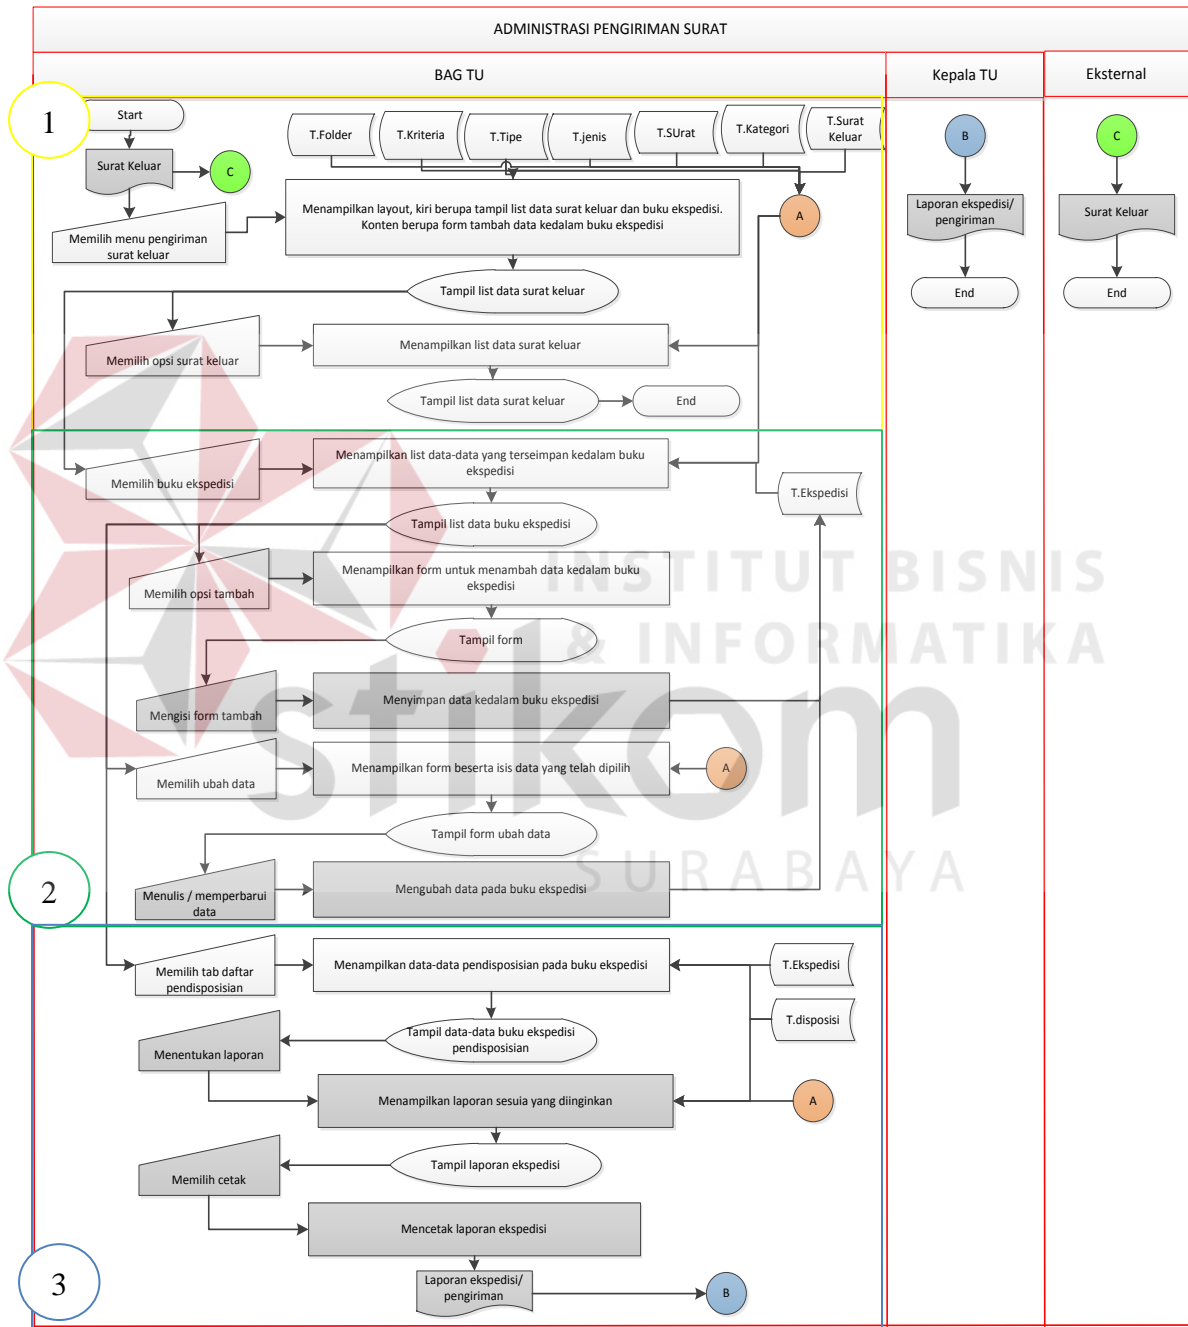 ADMINISTRASI PENGIRIMAN SURAT
BAG TU
Kepala TU
Eksternal
1
Start
T.Folder
T.Kriteria
T.Tipe
T.jenis
T.SUrat
T.Kategori
T.Surat
Keluar
B
C
Surat Keluar
C
Menampilkan layout, kiri berupa tampil list data surat keluar dan buku ekspedisi.
Konten berupa form tambah data kedalam buku ekspedisi
A
Laporan ekspedisi/
pengiriman
Surat Keluar
Memilih menu pengiriman
surat keluar
Tampil list data surat keluar
End
End
Memilih opsi surat keluar
Menampilkan list data surat keluar
Tampil list data surat keluar
End
Memilih buku ekspedisi
Menampilkan list data-data yang terseimpan kedalam buku
ekspedisi
T.Ekspedisi
Tampil list data buku ekspedisi
Memilih opsi tambah
Menampilkan form untuk menambah data kedalam buku
ekspedisi
INSTITUT BISNIS
& INFORMATIKA
Tampil form
Mengisi form tambah
Menyimpan data kedalam buku ekspedisi
stikom
Memilih ubah data
Menampilkan form beserta isis data yang telah dipilih
A
Tampil form ubah data
SURABAYA
2
Menulis / memperbarui
data
Mengubah data pada buku ekspedisi
Memilih tab daftar
pendisposisian
Menampilkan data-data pendisposisian pada buku ekspedisi
T.Ekspedisi
T.disposisi
Tampil data-data buku ekspedisi
pendisposisian
Menentukan laporan
Menampilkan laporan sesuia yang diinginkan
A
Tampil laporan ekspedisi
Memilih cetak
Mencetak laporan ekspedisi
3
Laporan ekspedisi/
pengiriman
B